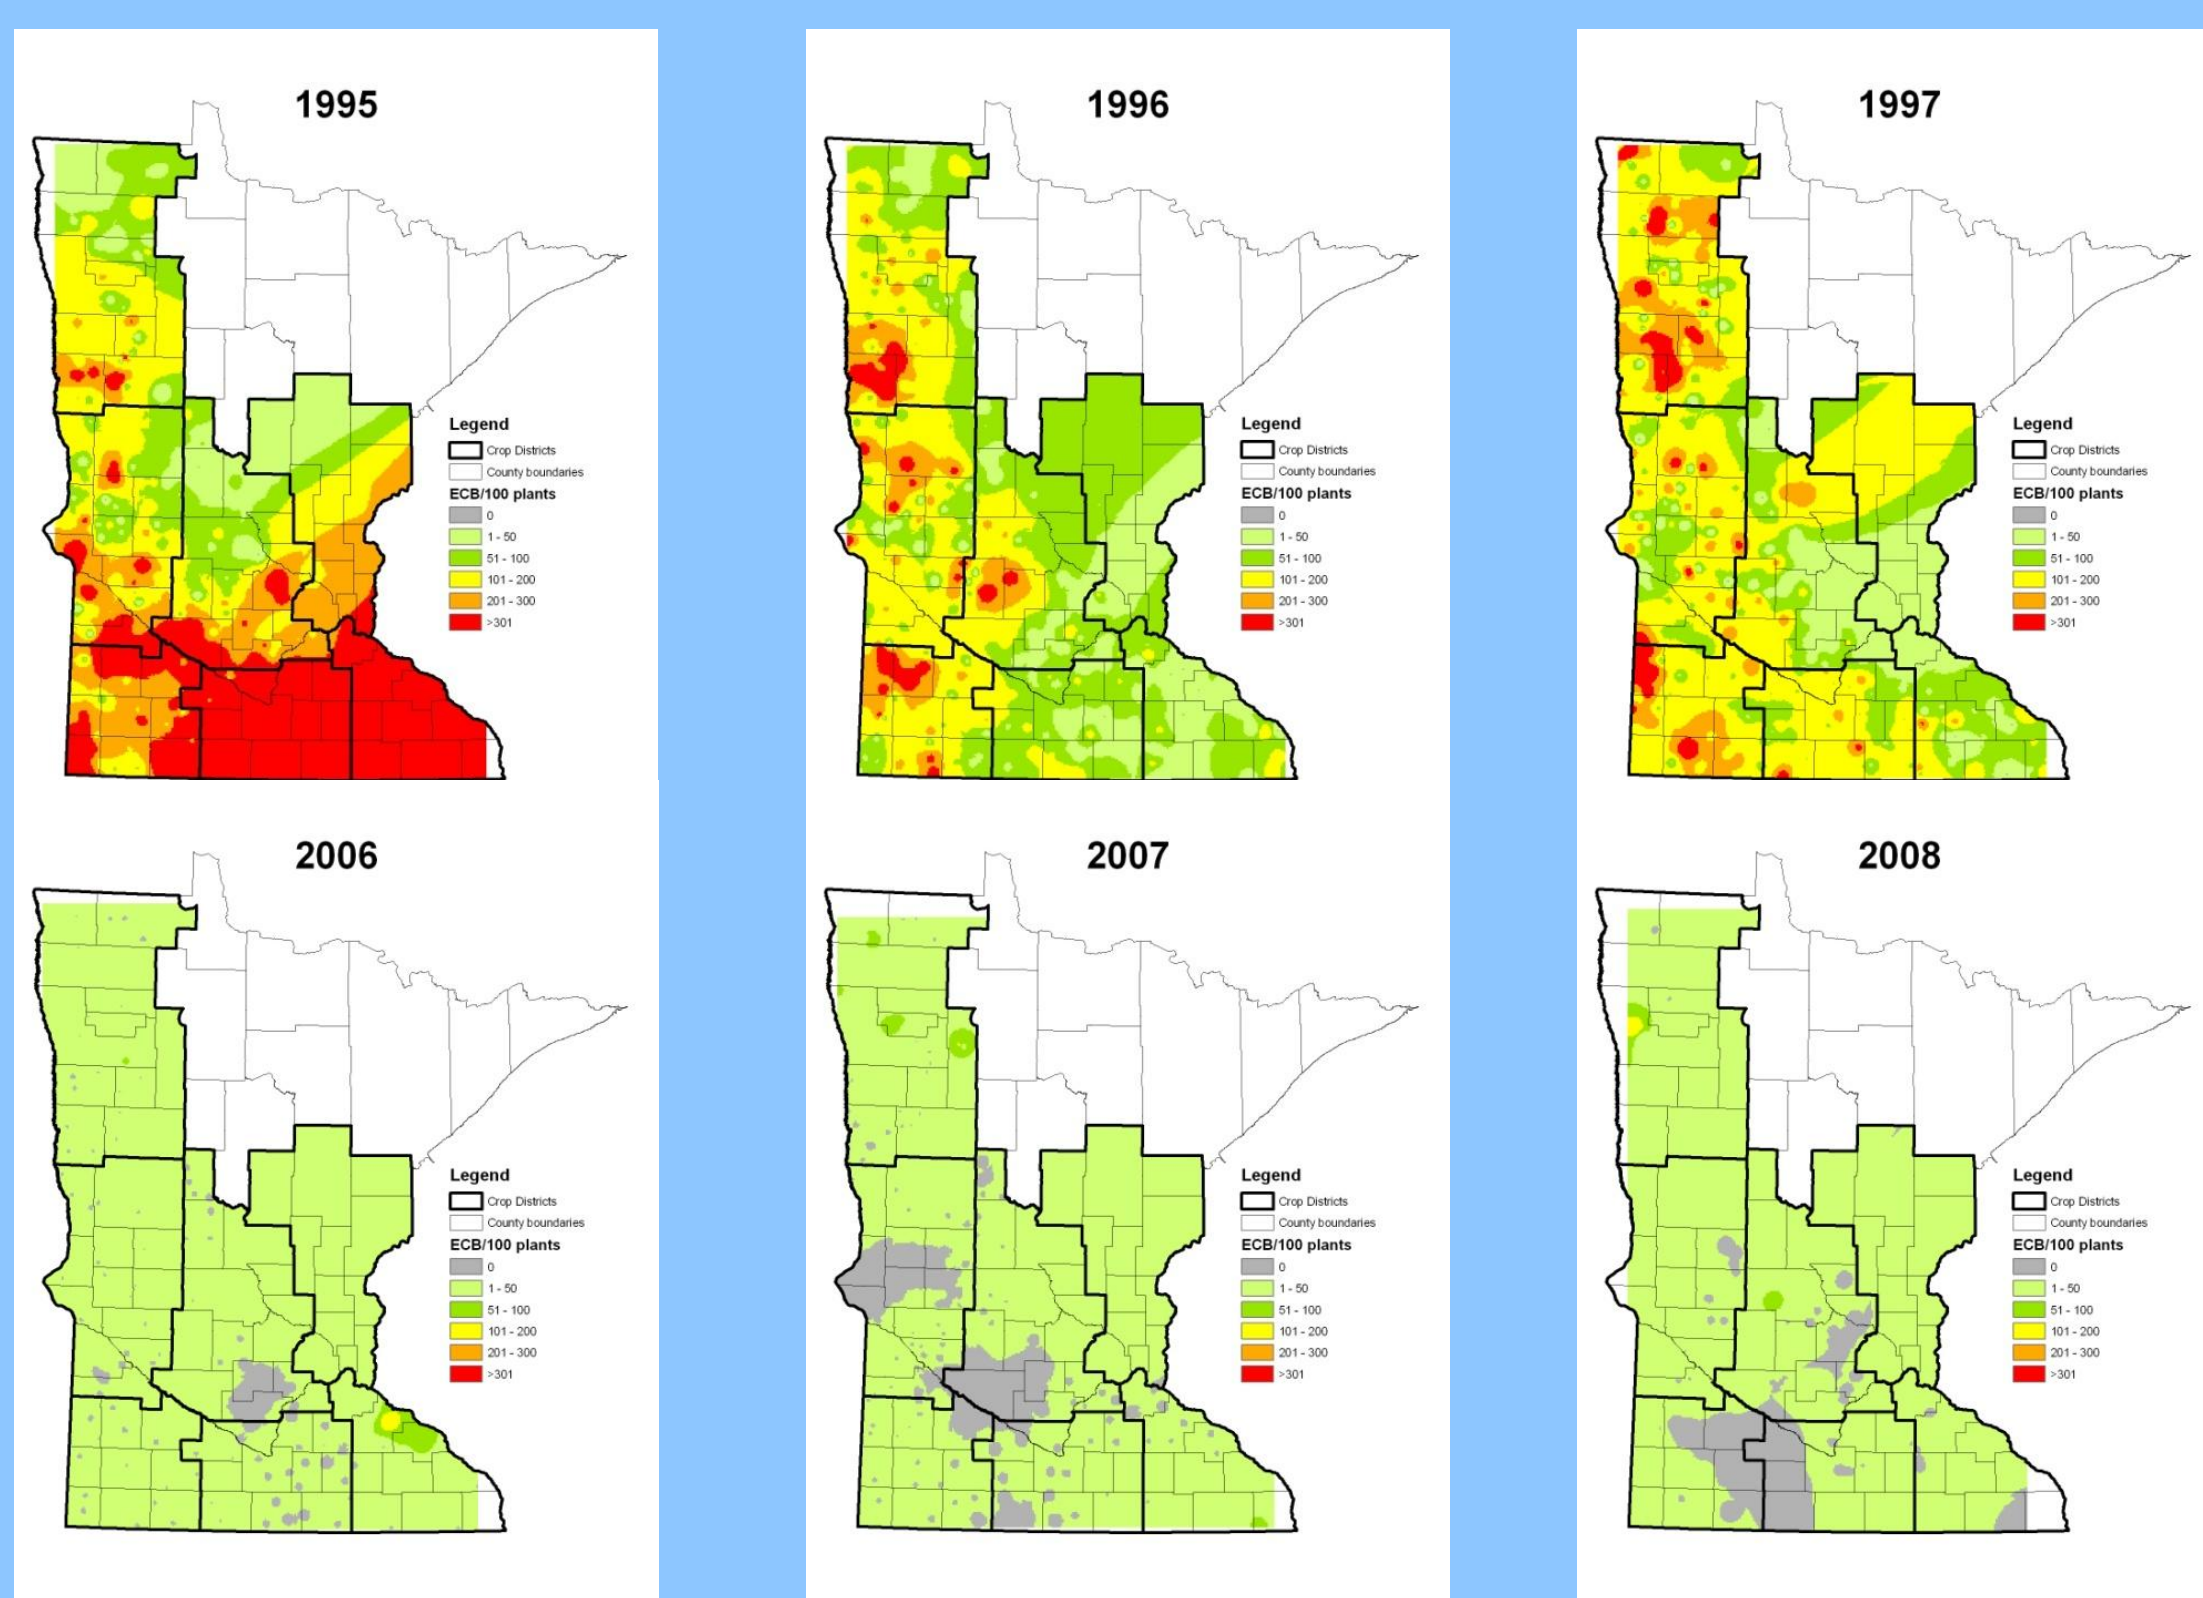 1995
Legend
Crop Districts
County boundaries
ECB/100 plants
0
1 - 50
51 - 100
101 - 200
201 - 300
>301
1996
Legend
Crop Districts
County boundaries
ECB/100 plants
0
1 - 50
51 - 100
101 - 200
201 - 300
>301
1997
Legend
Crop Districts
County boundaries
ECB/100 plants
0
1 - 50
51 - 100
101 - 200
201 - 300
>301
2006
Legend
Crop Districts
County boundaries
ECB/100 plants
0
1 - 50
51 - 100
101 - 200
201 - 300
>301
2007
Legend
Crop Districts
County boundaries
ECB/100 plants
0
1 - 50
51 - 100
101 - 200
201 - 300
>301
2008
Legend
Crop Districts
County boundaries
ECB/100 plants
0
1 - 50
51 - 100
101 - 200
201 - 300
>301